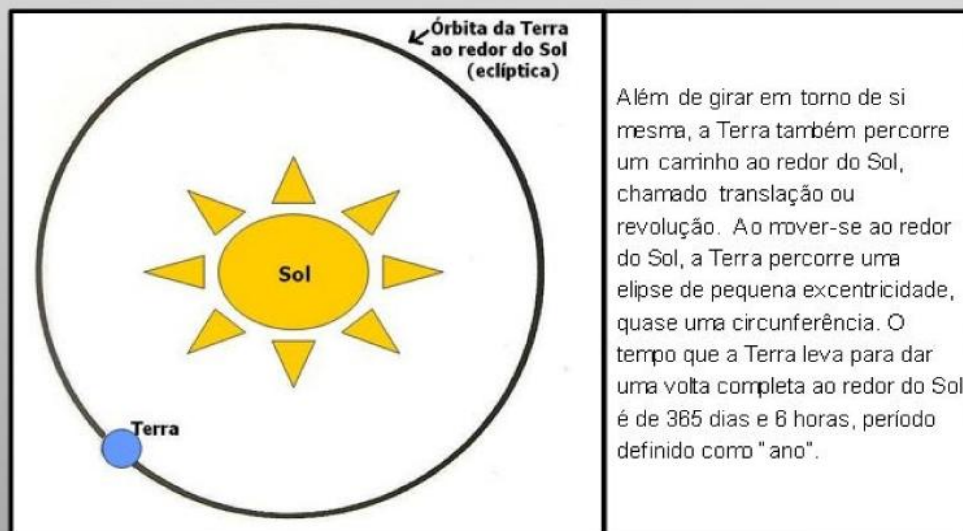 Órbita da Terra
ao redor do Sol
(eclíptica)
Sol
Terra
Além de girar em torno de si
mesma, a Terra também percorre
um caminho ao redor do Sol,
chamado translação ou
revolução. Ao mover-se ao redor
do Sol, a Terra percorre uma
elipse de pequena excentricidade,
quase uma circunferência. O
tempo que a Terra leva para dar
uma volta completa ao redor do Sol
é de 365 dias e 6 horas, período
definido como "ano".